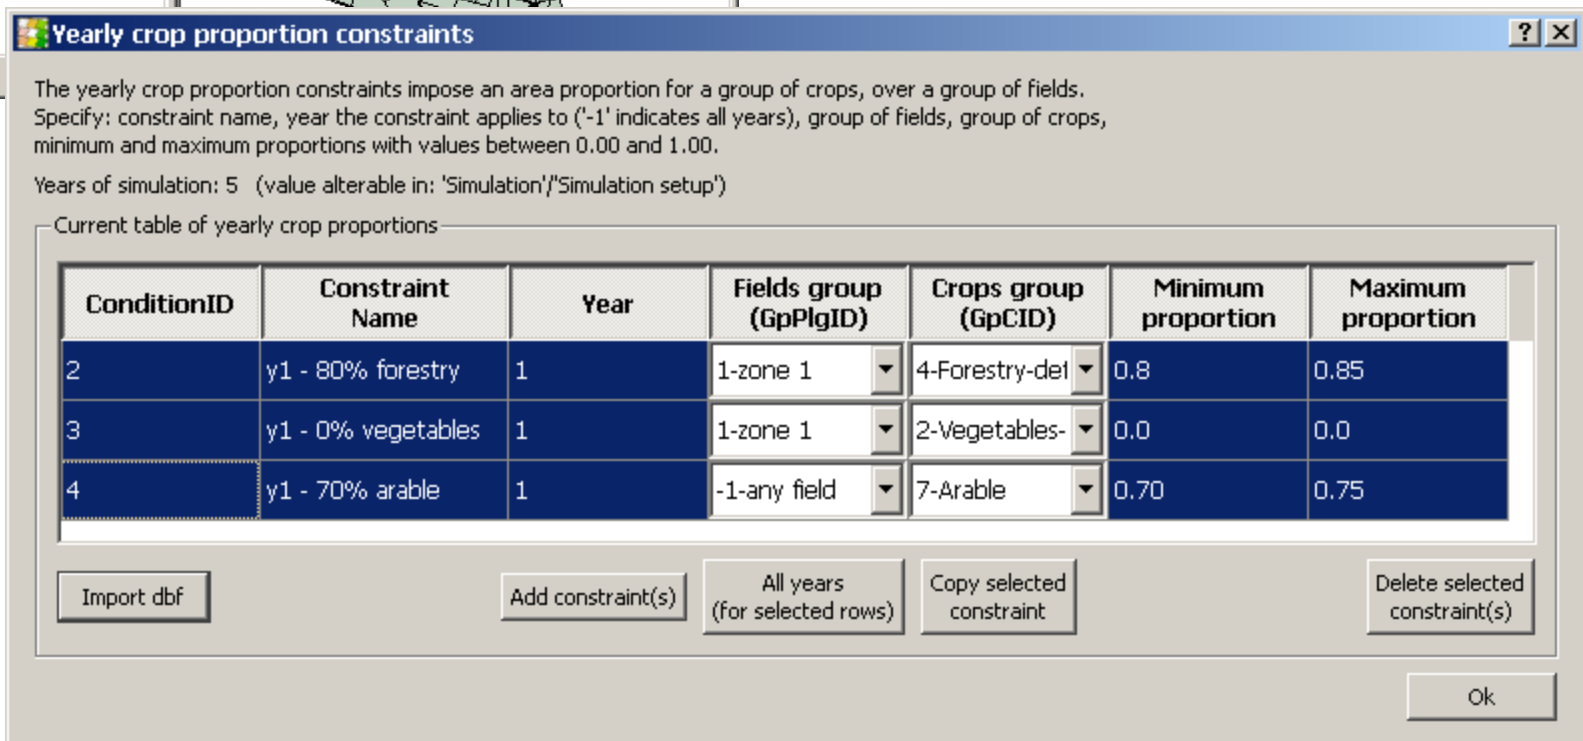 Yearly crop proportion constraints
The yearly crop proportion constraints impose an area proportion for a group of crops, over a group of fields.
Specify: constraint name, year the constraint applies to ('-1' indicates all years), group of fields, group of crops,
minimum and maximum proportions with values between 0.00 and 1.00.
Years of simulation: 5 (value alterable in: 'Simulation'/'Simulation setup')
Current table of yearly crop proportions
ConditionID Constraint Name Year Fields group (GpPlgID) Crops group (GpCID) Minimum proportion Maximum proportion
2 y1 - 80% forestry 1 1-zone 1 4-Forestry-def 0.8 0.85
3 y1 - 0% vegetables 1 1-zone 1 2-Vegetables- 0.0 0.0
4 y1 - 70% arable 1 -1-any field 7-Arable 0.70 0.75
Import dbf Add constraint(s) All years (for selected rows) Copy selected constraint Delete selected constraint(s)
Ok